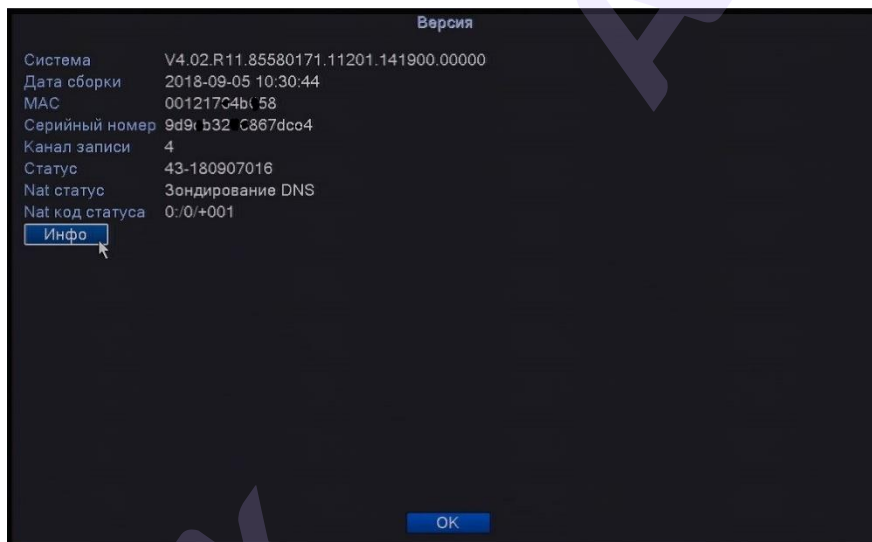 Версия
Система V4.02.R11.85580171.11201.141900.00000
Дата сборки 2018-09-05 10:30:44
MAC
Серийный номер
Канал записи 4
Статус 43-180907016
Nat статус Зондирование DNS
Nat код статуса 0:/0/+001
Инфо
OK